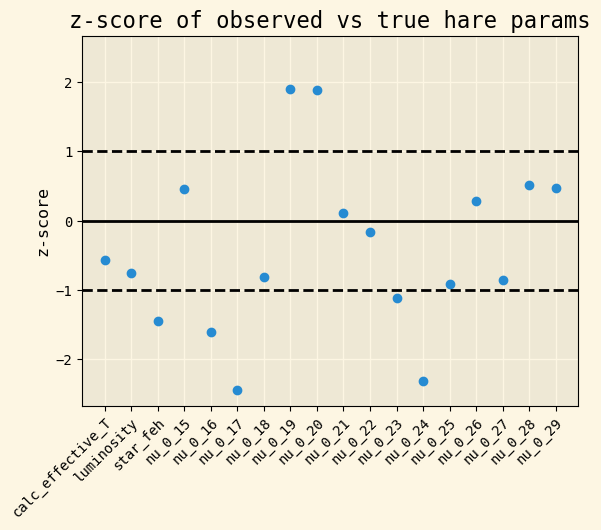 z-score of observed vs true hare params
z-score
2
1
0
−1
−2
calc_effective_T
luminosity
star_feh
nu_0_15
nu_0_16
nu_0_17
nu_0_18
nu_0_19
nu_0_20
nu_0_21
nu_0_22
nu_0_23
nu_0_24
nu_0_25
nu_0_26
nu_0_27
nu_0_28
nu_0_29